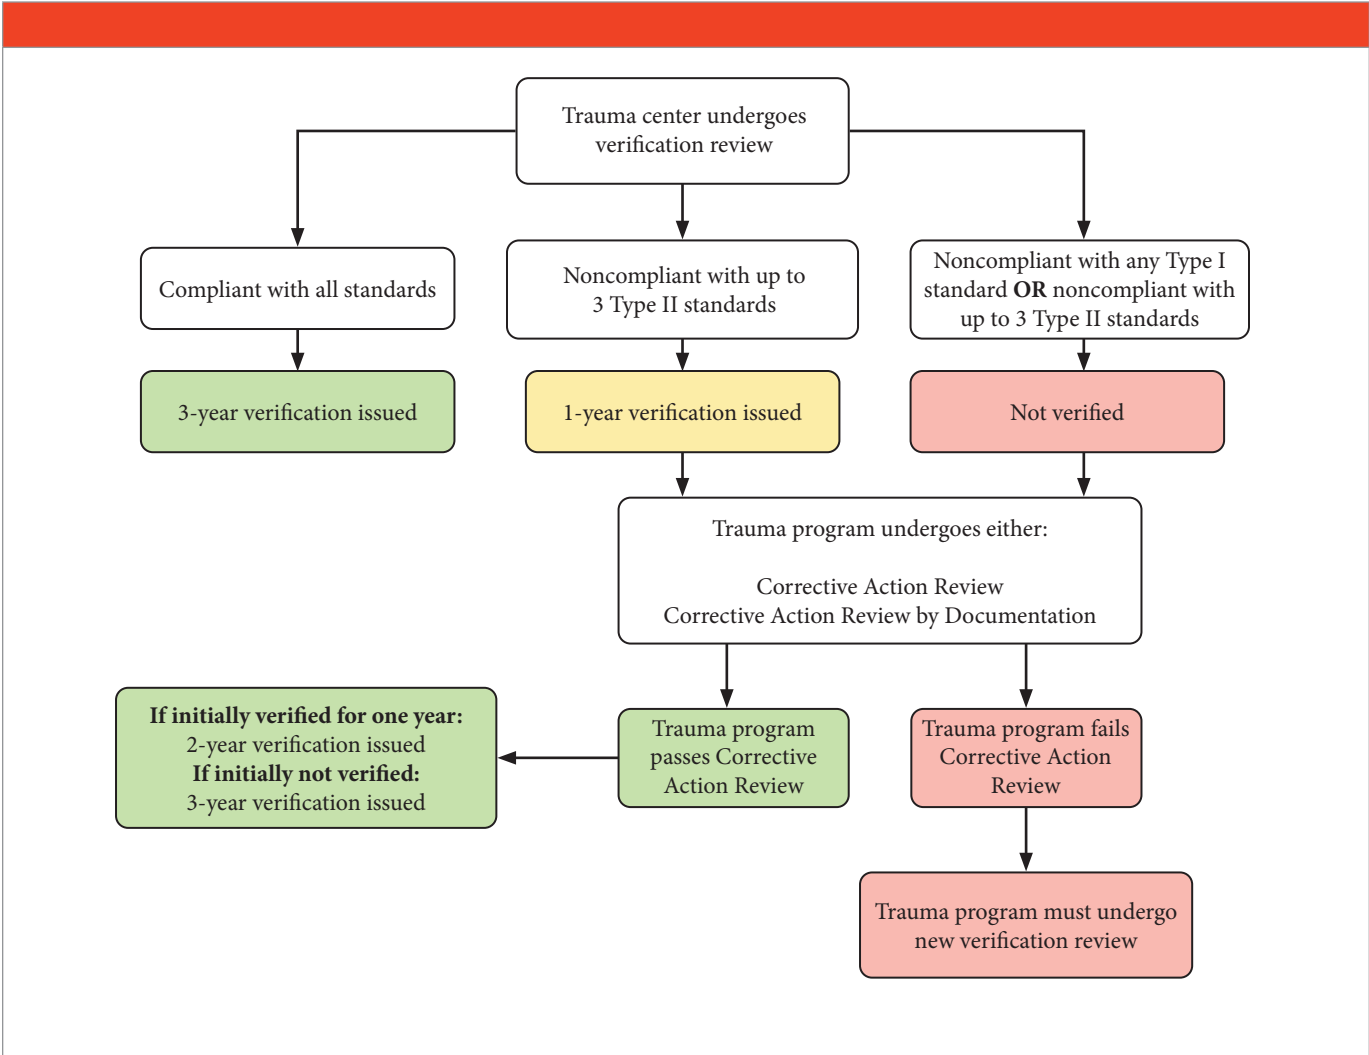 Trauma center undergoes
verification review
Compliant with all standards
Noncompliant with up to
3 Type II standards
Noncompliant with any Type I
standard OR noncompliant with
up to 3 Type II standards
3-year verification issued
1-year verification issued
Not verified
Trauma program undergoes either:
Corrective Action Review
Corrective Action Review by Documentation
If initially verified for one year:
2-year verification issued
If initially not verified:
3-year verification issued
Trauma program
passes Corrective
Action Review
Trauma program fails
Corrective Action
Review
Trauma program must undergo
new verification review